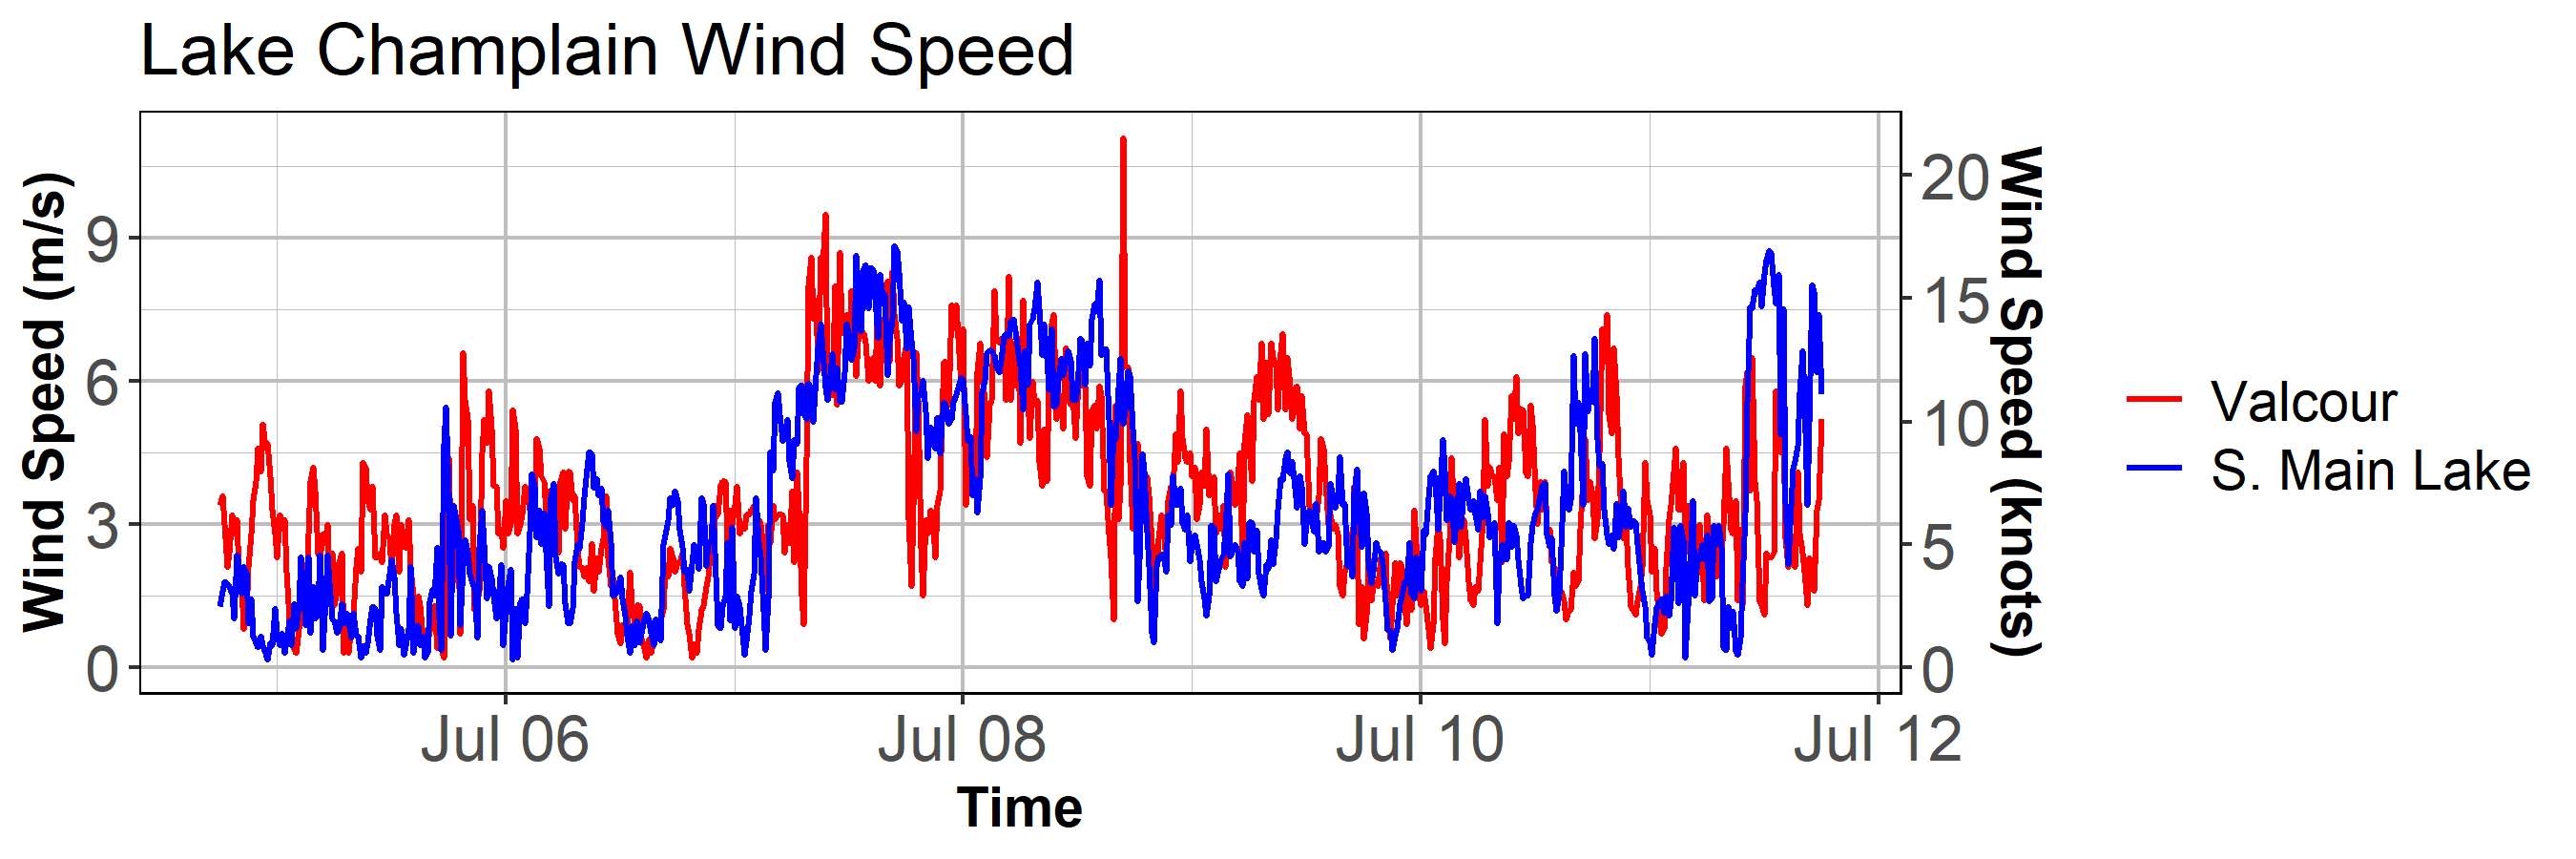 Lake Champlain Wind Speed
Wind Speed (m/s)
9
6
3
0
20
15
10
5
0
Wind Speed (knots)
Jul 06
Jul 08
Jul 10
Jul 12
Time
Valcour
S. Main Lake